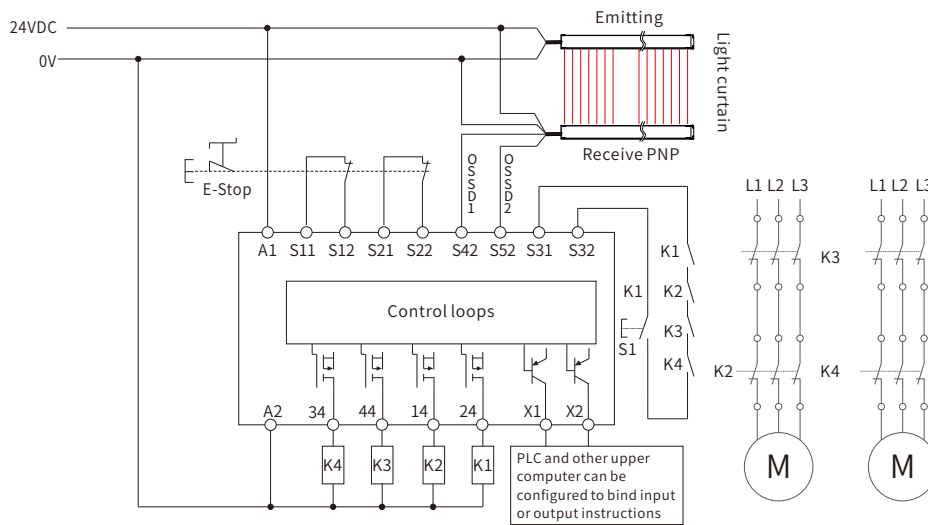 24VDC
0V
Emitting
Light curtain
Receive PNP
E-Stop
OSSD1
OSSD2
A1 S11 S12 S21 S22 S42 S52 S31 S32
Control loops
A2 34 44 14 24 X1 X2
K4 K3 K2 K1
PLC and other upper
computer can be
configured to bind input
or output instructions
K1
S1
K1
K2
K3
K4
L1 L2 L3
K3
K2
M
L1 L2 L3
K4
M